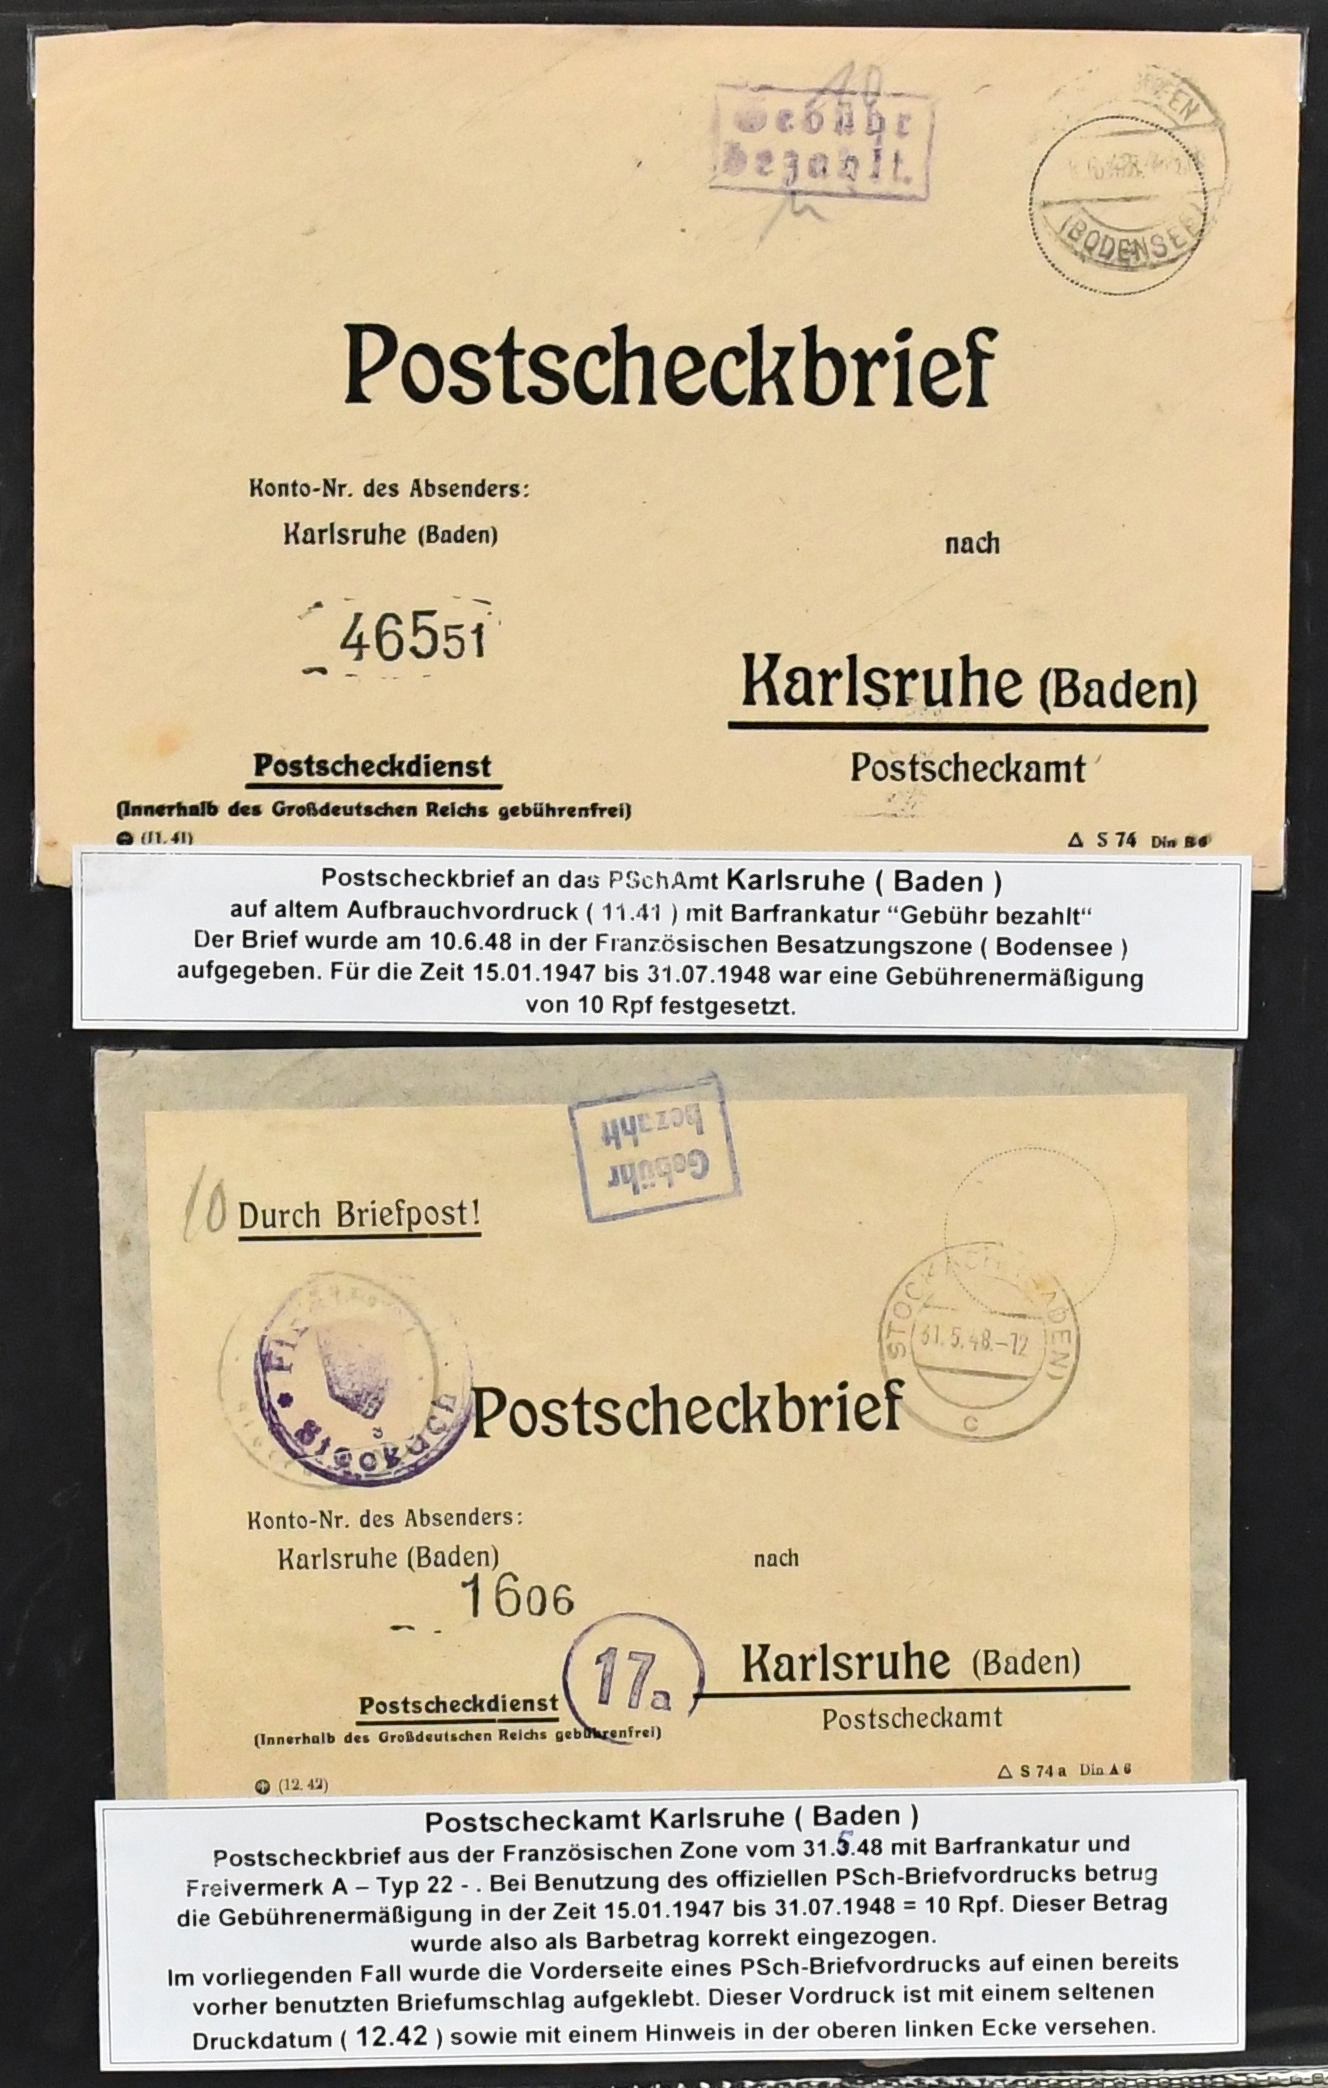 10
Gebühr
bezahlt.
(BODENSEE)
Postscheckbrief
Konto-Nr. des Absenders:
Karlsruhe (Baden)
nach
46551
Karlsruhe (Baden)
Postscheckdienst
Postscheckamt
(Innerhalb des Großdeutschen Reichs gebührenfrei)
(11. 41)
△ S 74 Din B6
Postscheckbrief an das PSchAmt Karlsruhe ( Baden )
auf altem Aufbrauchvordruck ( 11.41 ) mit Barfrankatur “Gebühr bezahlt“
Der Brief wurde am 10.6.48 in der Französischen Besatzungszone ( Bodensee )
aufgegeben. Für die Zeit 15.01.1947 bis 31.07.1948 war eine Gebührenermäßigung
von 10 Rpf festgesetzt.
Gebühr
bezahlt
10
Durch Briefpost!
STOCKACH (BADEN)
31.5.48.-12
c
Postscheckbrief
Konto-Nr. des Absenders:
Karlsruhe (Baden)
nach
1606
17a
Karlsruhe (Baden)
Postscheckdienst
Postscheckamt
(Innerhalb des Großdeutschen Reichs gebührenfrei)
(12. 42)
△ S 74 a Din A 6
Postscheckamt Karlsruhe ( Baden )
Postscheckbrief aus der Französischen Zone vom 31.5.48 mit Barfrankatur und
Freivermerk A – Typ 22 - . Bei Benutzung des offiziellen PSch-Briefvordrucks betrug
die Gebührenermäßigung in der Zeit 15.01.1947 bis 31.07.1948 = 10 Rpf. Dieser Betrag
wurde also als Barbetrag korrekt eingezogen.
Im vorliegenden Fall wurde die Vorderseite eines PSch-Briefvordrucks auf einen bereits
vorher benutzten Briefumschlag aufgeklebt. Dieser Vordruck ist mit einem seltenen
Druckdatum ( 12.42 ) sowie mit einem Hinweis in der oberen linken Ecke versehen.